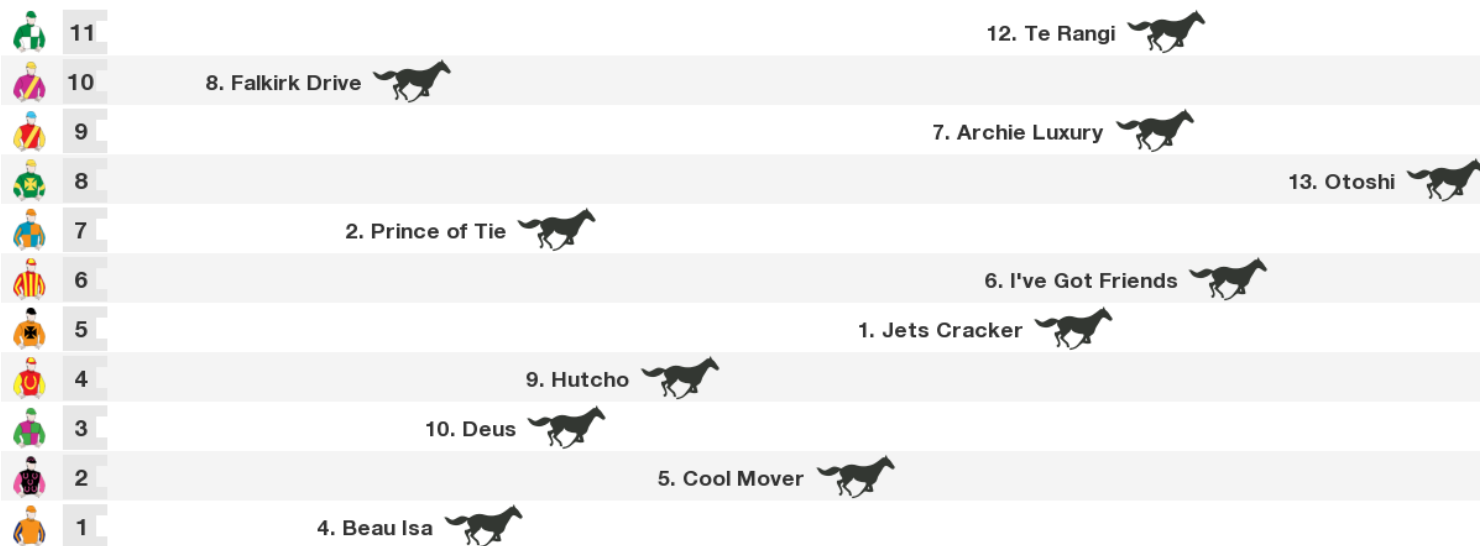 11 12. Te Rangi
10 8. Falkirk Drive
9 7. Archie Luxury
8 13. Otoshi
7 2. Prince of Tie
6 6. I've Got Friends
5 1. Jets Cracker
4 9. Hutcho
3 10. Deus
2 5. Cool Mover
1 4. Beau Isa